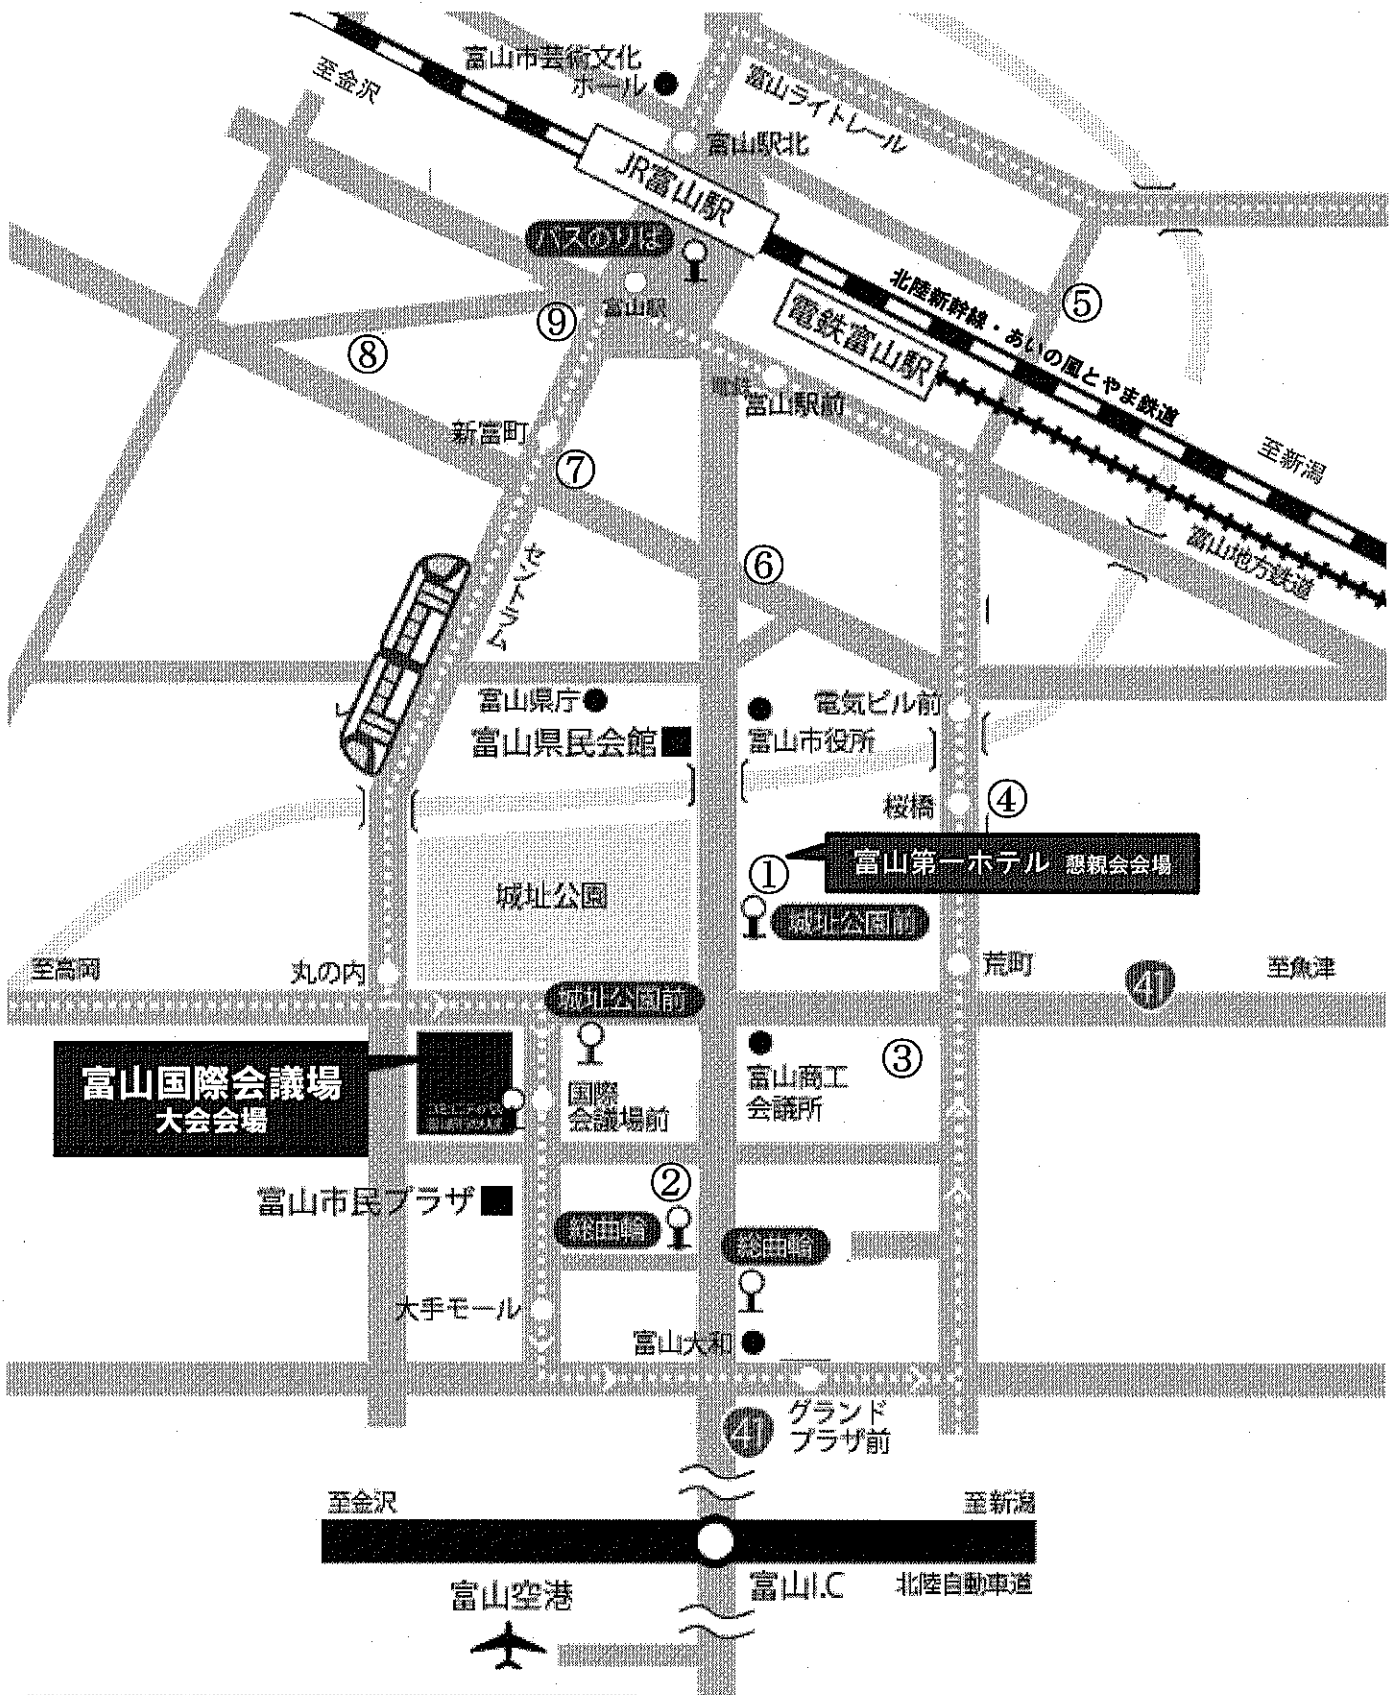 富山市芸術文化
ホール
至金沢
富山ライトレール
富山駅北
JR富山駅
バスのりば
富山駅
北陸新幹線・あいの風とやま鉄道
⑤
電鉄富山駅
⑨
⑧
電鉄
富山駅前
新富町
至新潟
⑦
富山地方鉄道
セントラム
⑥
富山県庁
電気ビル前
富山県民会館
富山市役所
桜橋
④
富山第一ホテル 懇親会会場
①
城址公園
城址公園前
至高岡
丸の内
荒町
至魚津
41
城址公園前
富山国際会議場
大会会場
国際
会議場前
富山商工
会議所
③
②
富山市民プラザ
総曲輪
総曲輪
大手モール
富山大和
グランド
プラザ前
41
至金沢
至新潟
富山空港
富山I.C
北陸自動車道